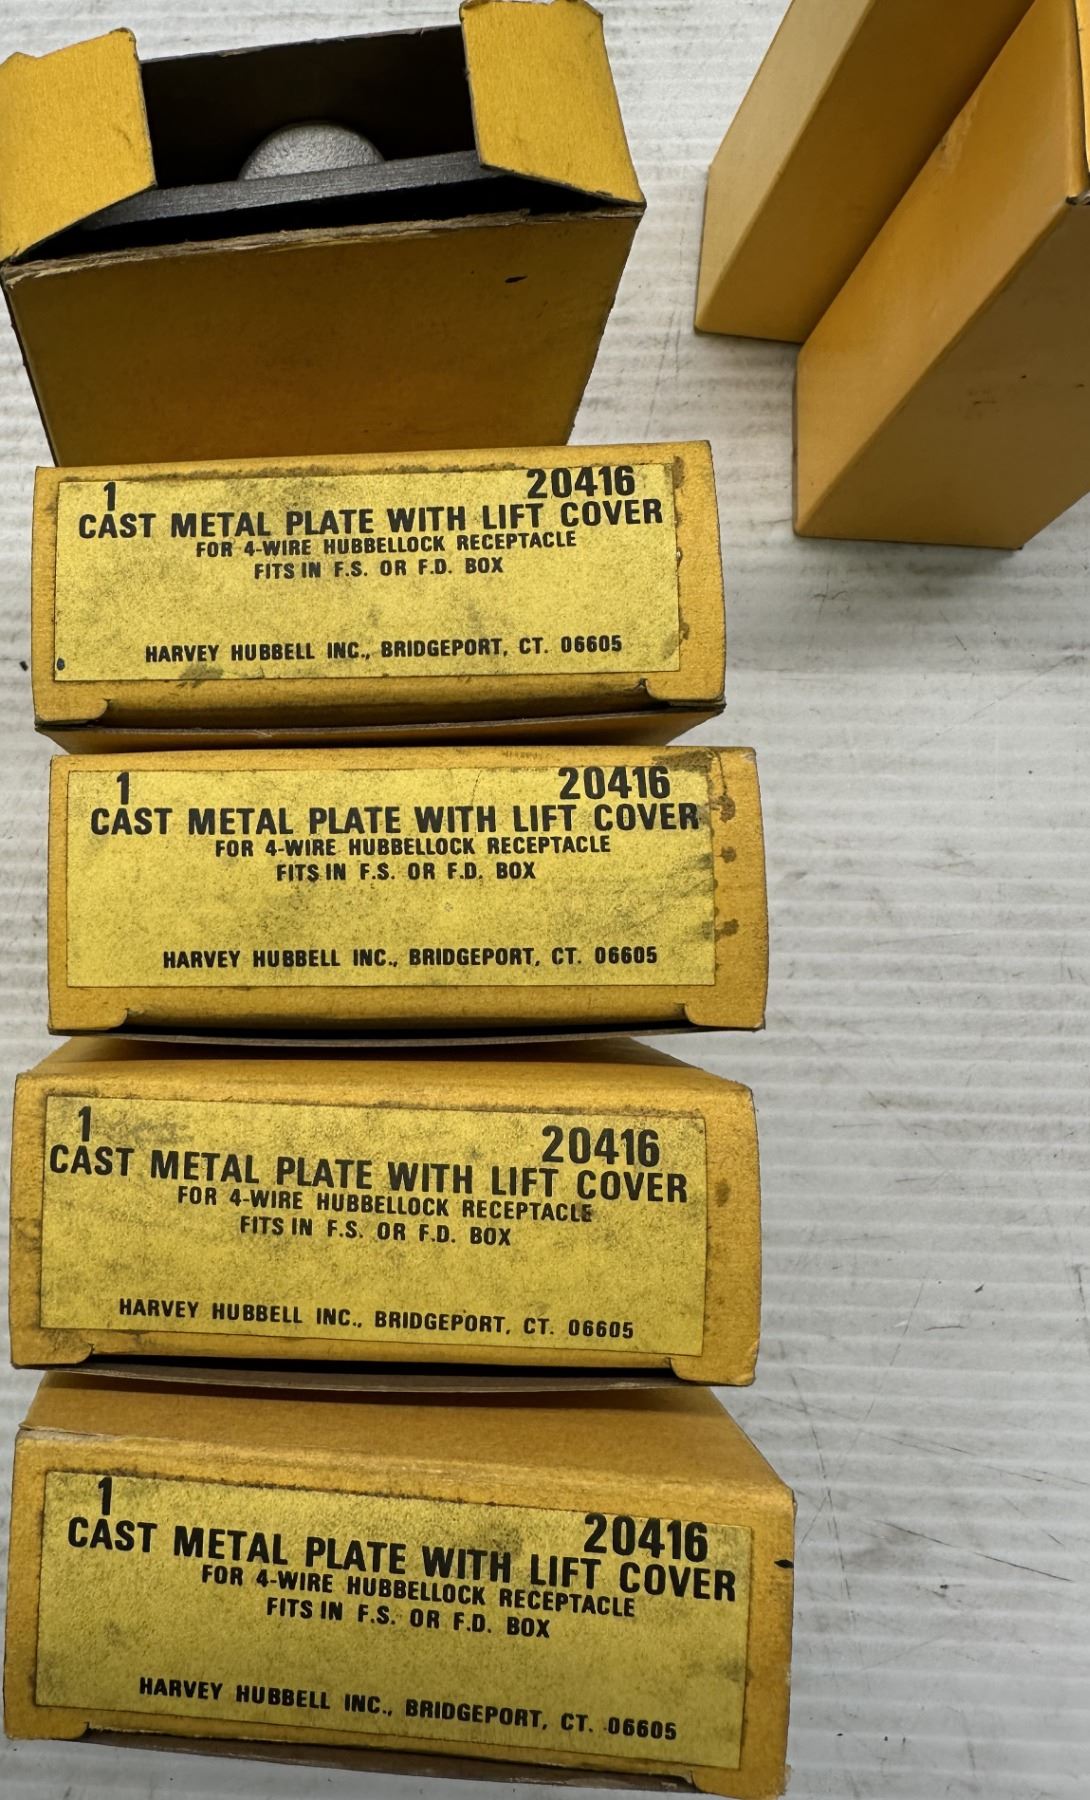 1 20416
CAST METAL PLATE WITH LIFT COVER
FOR 4-WIRE HUBBELLOCK RECEPTACLE
FITS IN F.S. OR F.D. BOX
HARVEY HUBBELL INC., BRIDGEPORT, CT. 06605
1 20416
CAST METAL PLATE WITH LIFT COVER
FOR 4-WIRE HUBBELLOCK RECEPTACLE
FITS IN F.S. OR F.D. BOX
HARVEY HUBBELL INC., BRIDGEPORT, CT. 06605
1 20416
CAST METAL PLATE WITH LIFT COVER
FOR 4-WIRE HUBBELLOCK RECEPTACLE
FITS IN F.S. OR F.D. BOX
HARVEY HUBBELL INC., BRIDGEPORT, CT. 06605
1 20416
CAST METAL PLATE WITH LIFT COVER
FOR 4-WIRE HUBBELLOCK RECEPTACLE
FITS IN F.S. OR F.D. BOX
HARVEY HUBBELL INC., BRIDGEPORT, CT. 06605